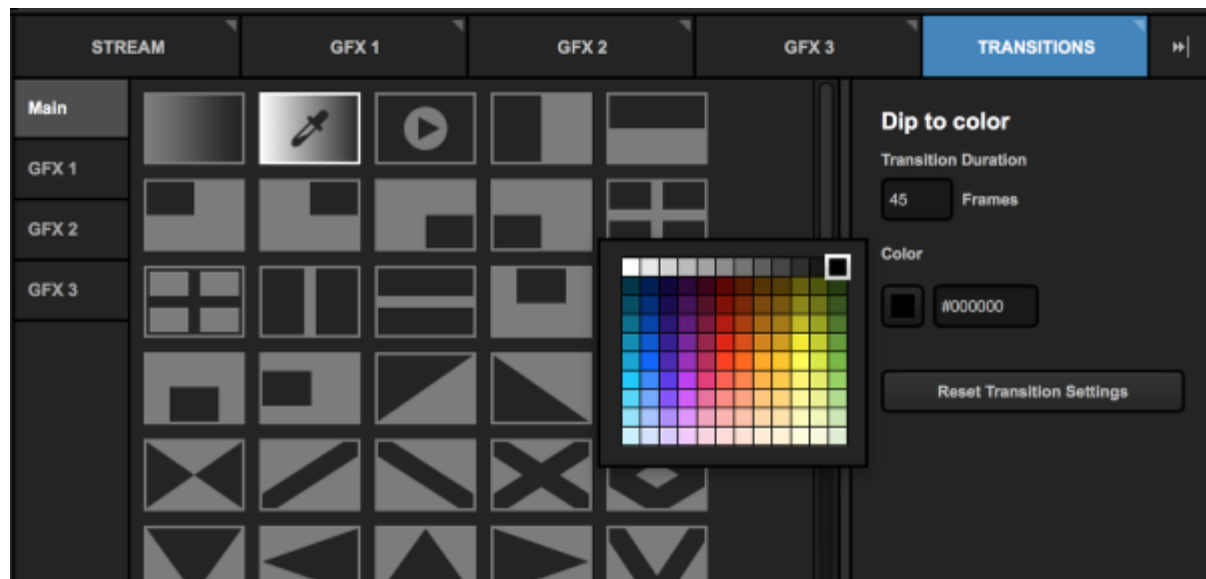 STREAM
GFX 1
GFX 2
GFX 3
TRANSITIONS
Main
GFX 1
GFX 2
GFX 3
Dip to color
Transition Duration
45 Frames
Color
#000000
Reset Transition Settings